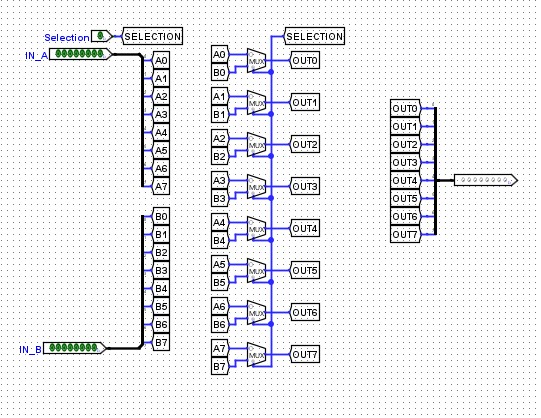 Selection SELECTION SELECTION
IN_A
A0
A1
A2
A3
A4
A5
A6
A7
B0
B1
B2
B3
B4
B5
B6
B7
IN_B
A0
B0
MUX
OUT0
A1
B1
MUX
OUT1
A2
B2
MUX
OUT2
A3
B3
MUX
OUT3
A4
B4
MUX
OUT4
A5
B5
MUX
OUT5
A6
B6
MUX
OUT6
A7
B7
MUX
OUT7
OUT0
OUT1
OUT2
OUT3
OUT4
OUT5
OUT6
OUT7